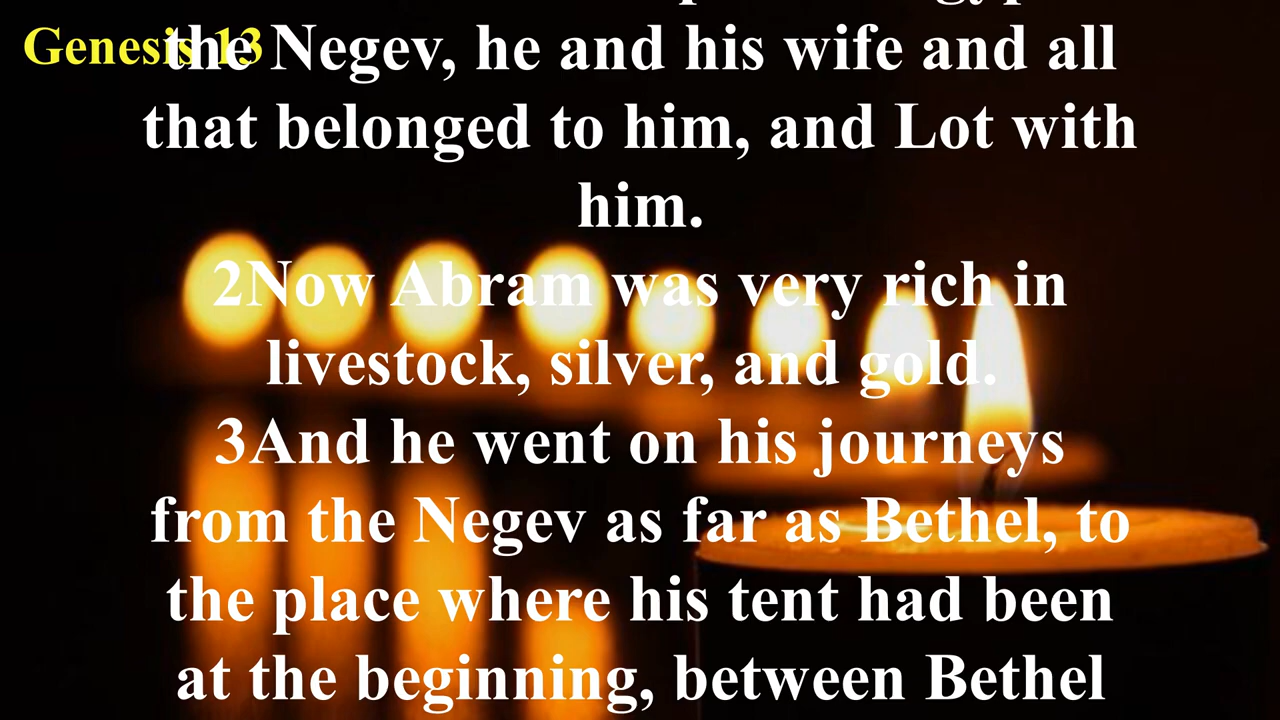 Genesis 13
the Negev, he and his wife and all
that belonged to him, and Lot with
him.
2Now Abram was very rich in
livestock, silver, and gold.
3And he went on his journeys
from the Negev as far as Bethel, to
the place where his tent had been
at the beginning, between Bethel